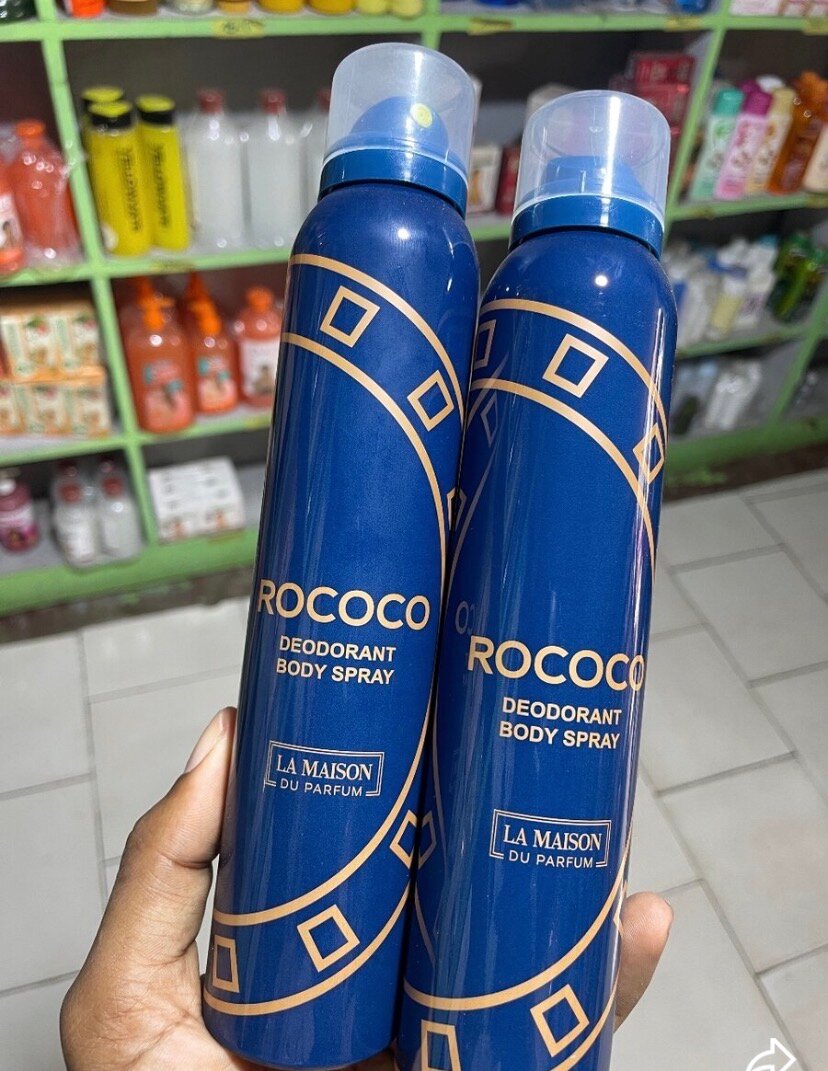 ROCOCO
DEODORANT
BODY SPRAY
LA MAISON
DU PARFUM
ROCOCO
DEODORANT
BODY SPRAY
LA MAISON
DU PARFUM